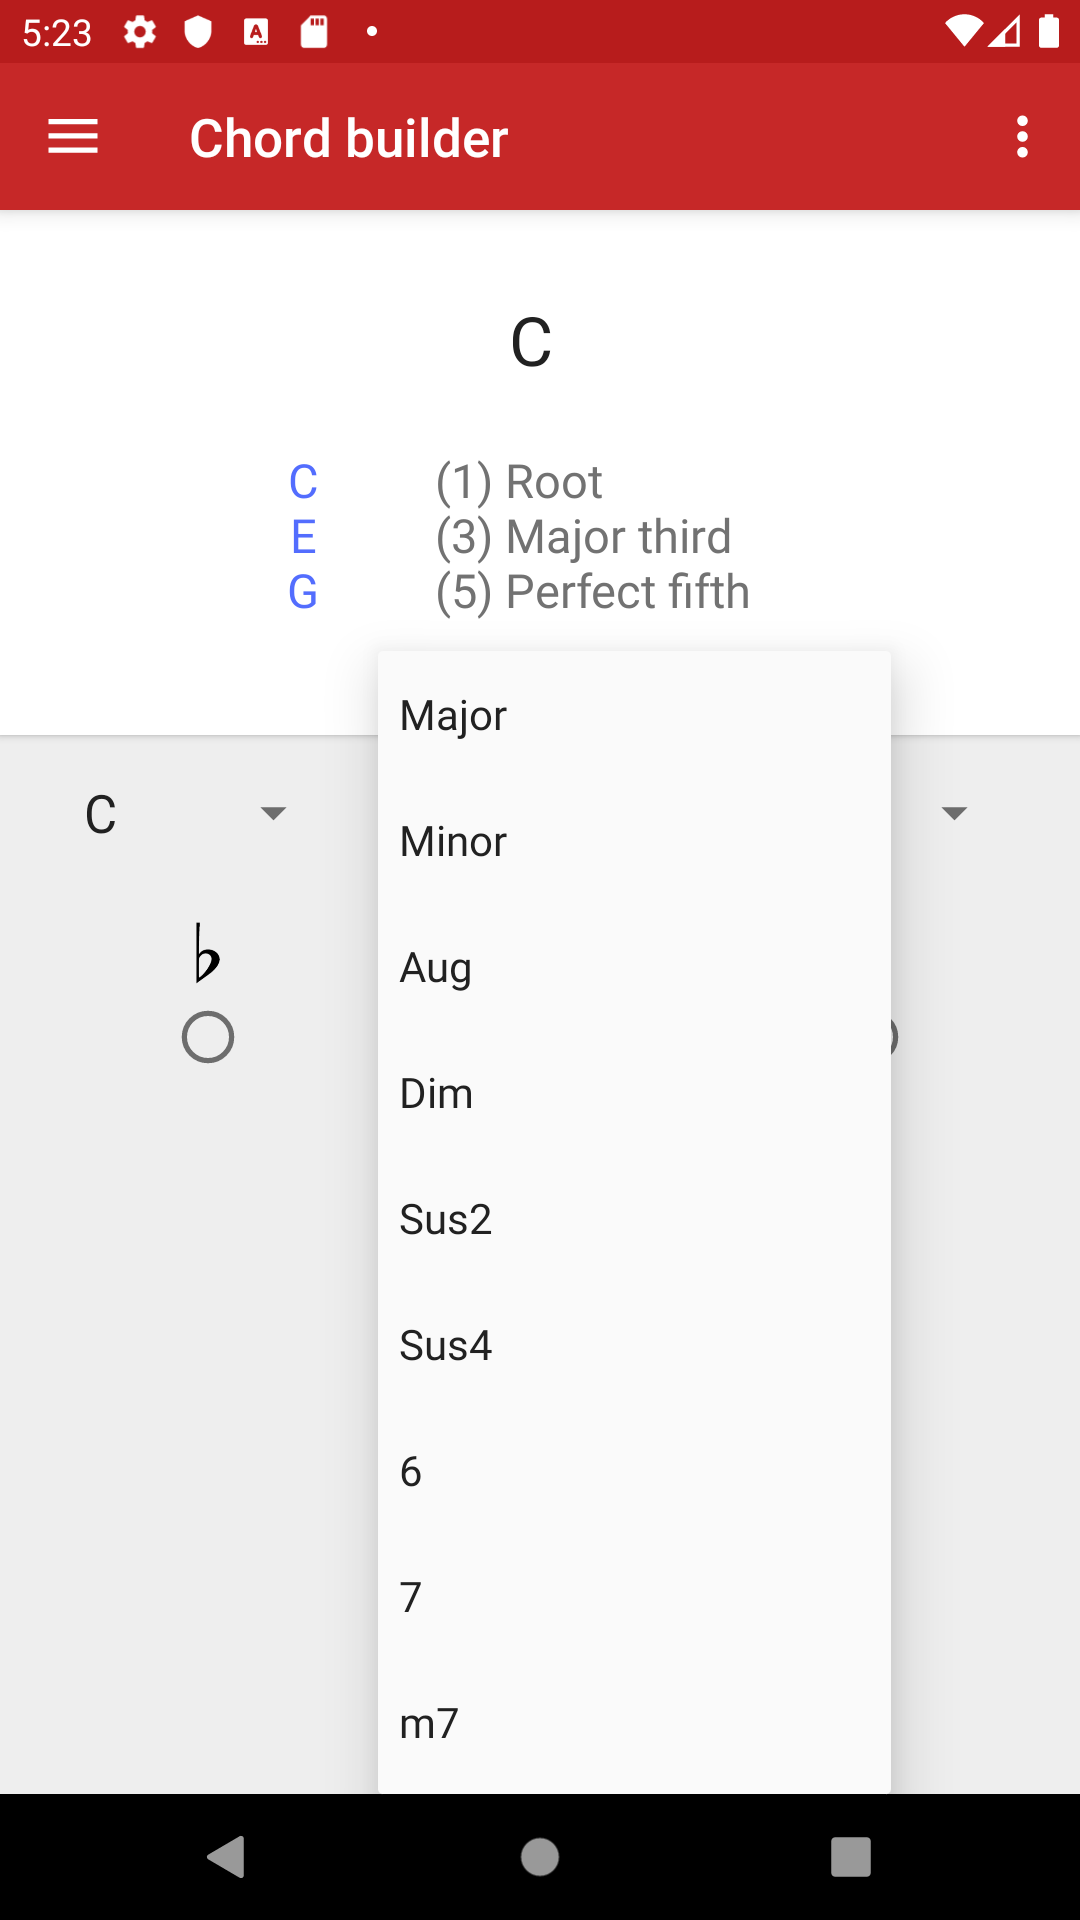 5:23
Chord builder
C
C (1) Root
E (3) Major third
G (5) Perfect fifth
C
♭
Major
Minor
Aug
Dim
Sus2
Sus4
6
7
m7